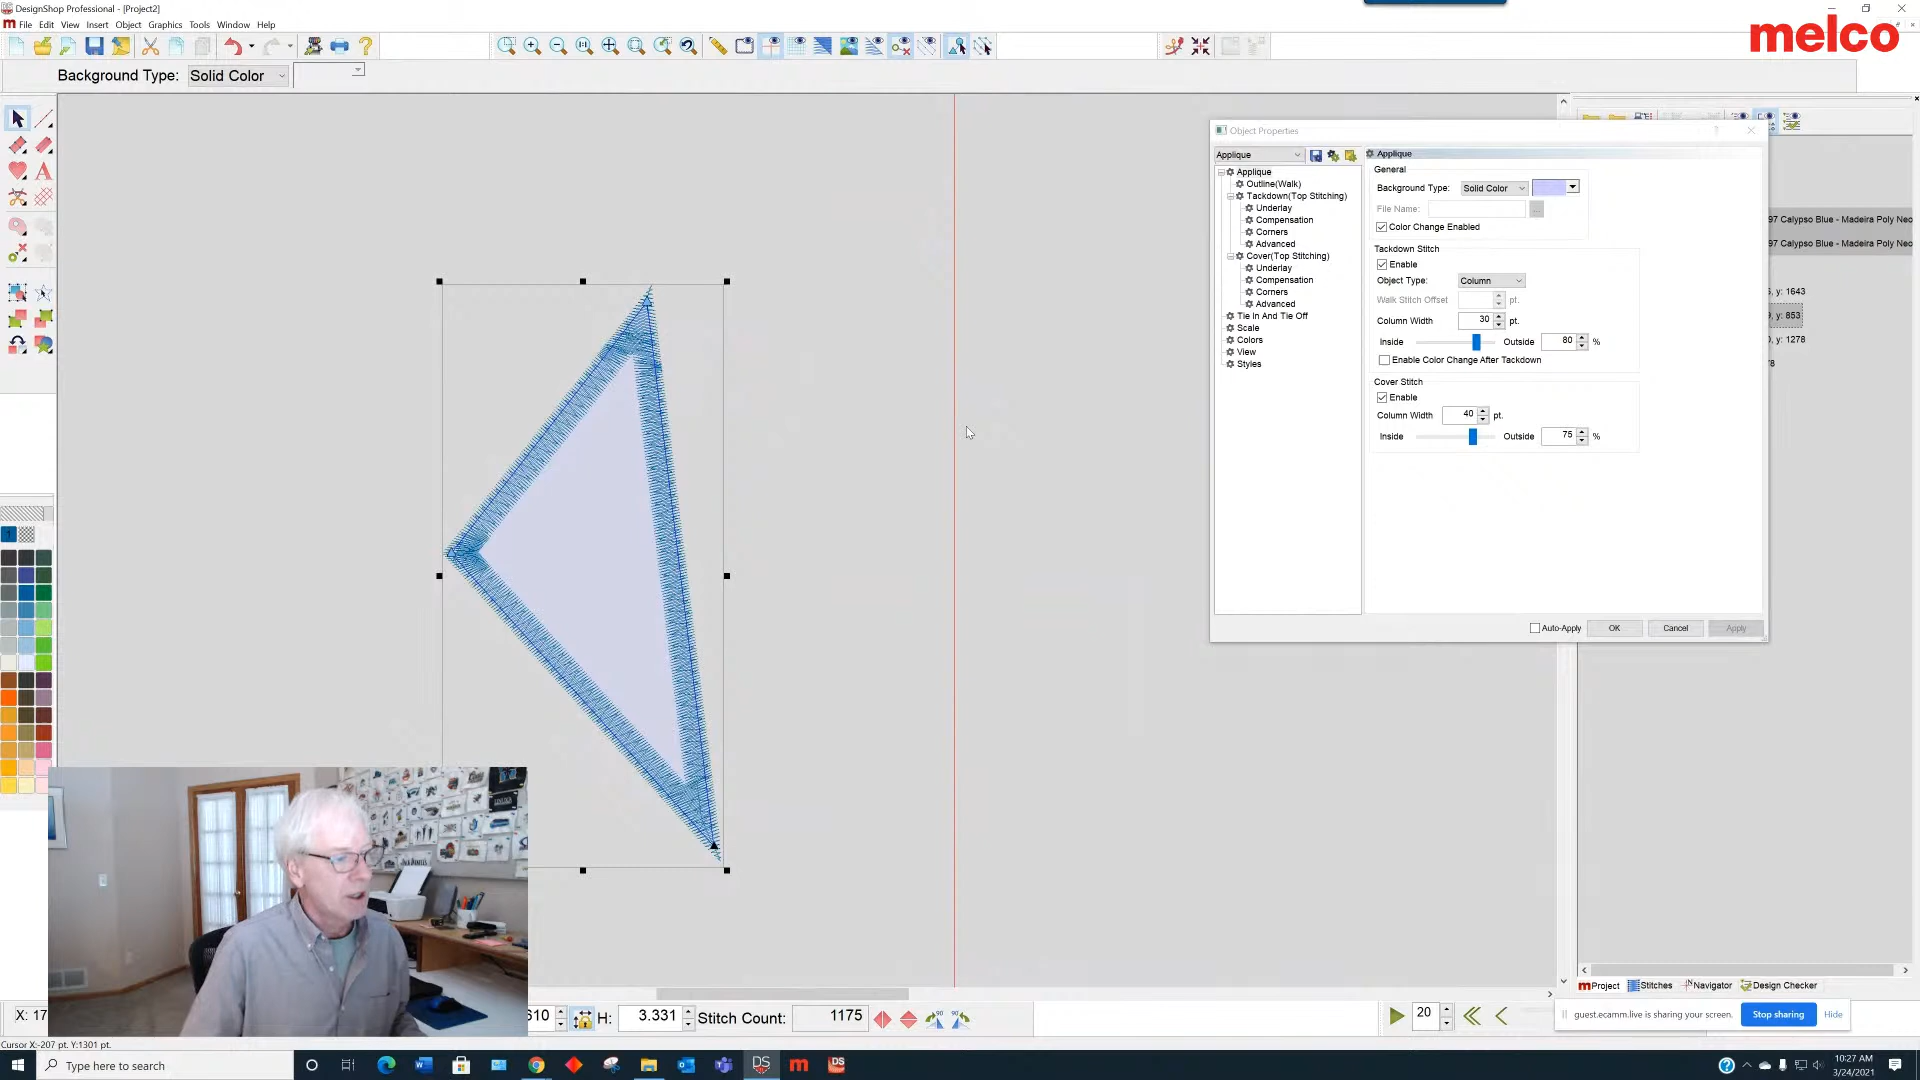 DesignShop Professional - [Project2]
melco
m File Edit View Insert Object Graphics Tools Window Help
Background Type: Solid Color
Object Properties
Applique
Applique
Outline(Walk)
Tackdown(Top Stitching)
Underlay
Compensation
Corners
Advanced
Cover(Top Stitching)
Underlay
Compensation
Corners
Advanced
Tie In And Tie Off
Scale
Colors
View
Styles
Applique
General
Background Type: Solid Color
File Name:
Color Change Enabled
Tackdown Stitch
Enable
Object Type: Column
Walk Stitch Offset pt.
Column Width 30 pt.
Inside Outside 80 %
Enable Color Change After Tackdown
Cover Stitch
Enable
Column Width 40 pt.
Inside Outside 75 %
Auto-Apply OK Cancel Apply
97 Calypso Blue - Madeira Poly Neo
97 Calypso Blue - Madeira Poly Neo
, y: 1643
, y: 853
, y: 1278
78
1
Project Stitches Navigator Design Checker
X: 17
610 H: 3.331 Stitch Count: 1175
90 90
20
guest.ecamm.live is sharing your screen. Stop sharing Hide
Cursor X:-207 pt. Y:1301 pt.
Type here to search
DS m DS
10:27 AM
3/24/2021